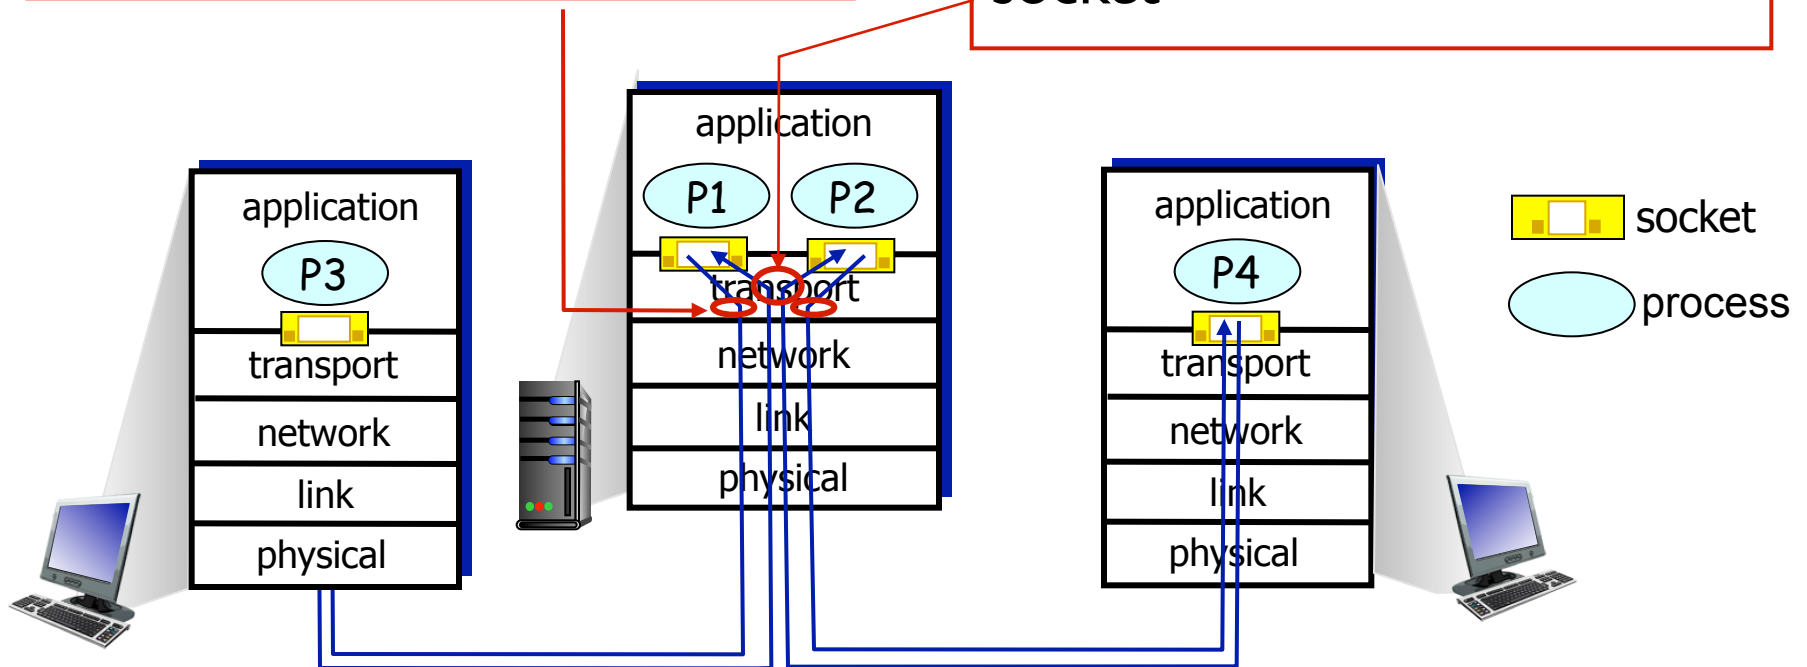 socket
application
P1 P2
transport
network
link
physical
application
P3
transport
network
link
physical
application
P4
transport
network
link
physical
socket
process